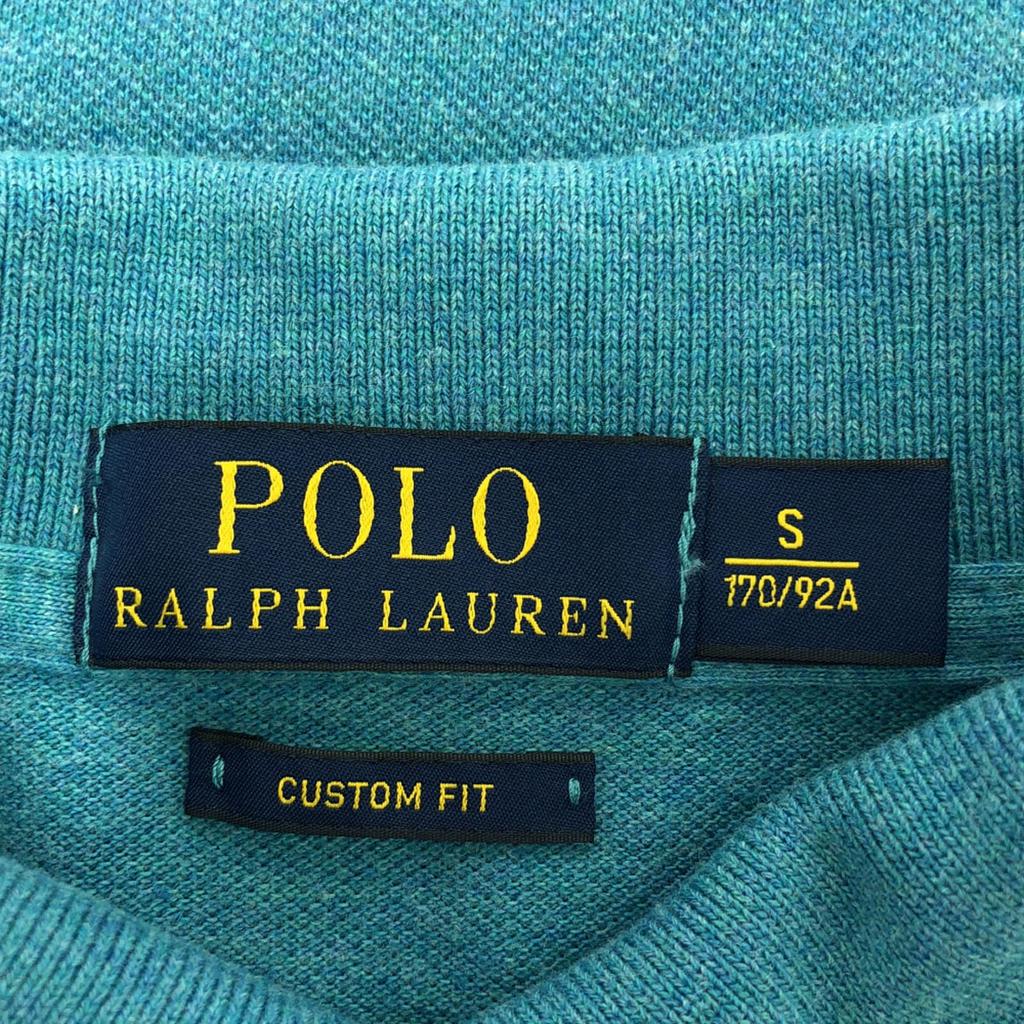 POLO
RALPH LAUREN
S
170/92A
CUSTOM FIT